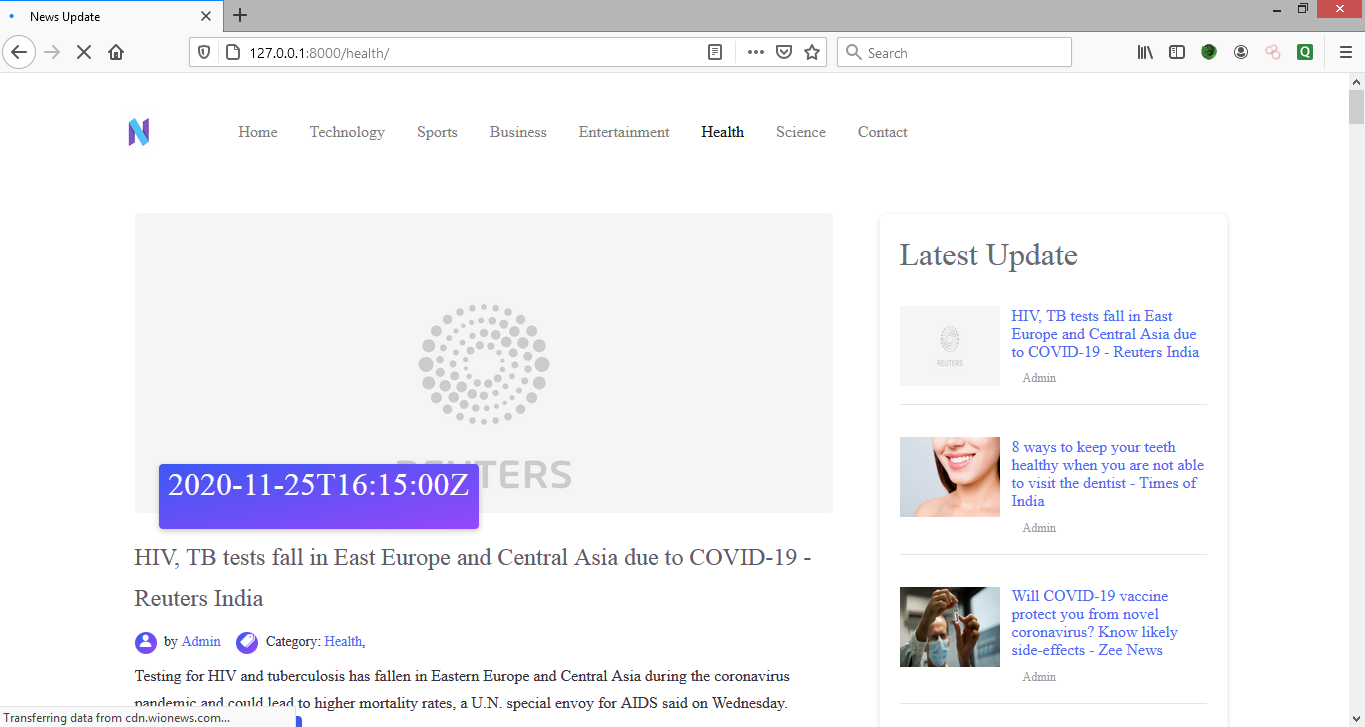 News Update
127.0.0.1:8000/health/
Search
Home Technology Sports Business Entertainment Health Science Contact
REUTERS
2020-11-25T16:15:00Z
HIV, TB tests fall in East Europe and Central Asia due to COVID-19 -
Reuters India
by Admin Category: Health,
Testing for HIV and tuberculosis has fallen in Eastern Europe and Central Asia during the coronavirus
pandemic and could lead to higher mortality rates, a U.N. special envoy for AIDS said on Wednesday.
Latest Update
REUTERS
HIV, TB tests fall in East
Europe and Central Asia due
to COVID-19 - Reuters India
Admin
8 ways to keep your teeth
healthy when you are not able
to visit the dentist - Times of
India
Admin
Will COVID-19 vaccine
protect you from novel
coronavirus? Know likely
side-effects - Zee News
Admin
Transferring data from cdn.wionews.com...